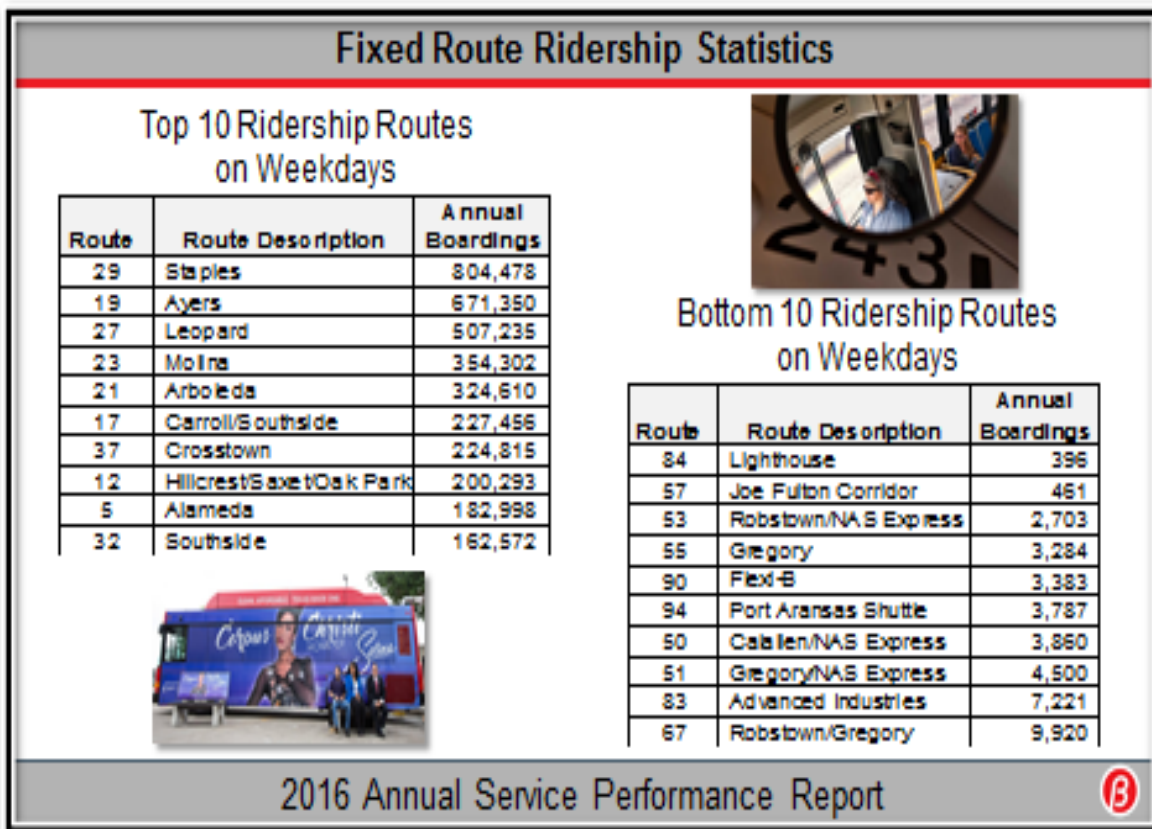 Fixed Route Ridership Statistics
Top 10 Ridership Routes
on Weekdays
Route Route Description Annual Boardings
29 Staples 804,478
19 Ayers 671,350
27 Leopard 507,235
23 Molina 354,302
21 Arboleda 324,610
17 Carroll/Southside 227,456
37 Crosstown 224,815
12 Hillcrest/Saxet/Oak Park 200,293
5 Alameda 182,998
32 Southside 162,572
Corpus Christi
Selena
243
Bottom 10 Ridership Routes
on Weekdays
Route Route Description Annual Boardings
84 Lighthouse 396
57 Joe Fulton Corridor 461
53 Robstown/NAS Express 2,703
55 Gregory 3,284
90 Flexi-B 3,383
94 Port Aransas Shuttle 3,787
50 Calallen/NAS Express 3,860
51 Gregory/NAS Express 4,500
83 Advanced Industries 7,221
67 Robstown/Gregory 9,920
2016 Annual Service Performance Report
β